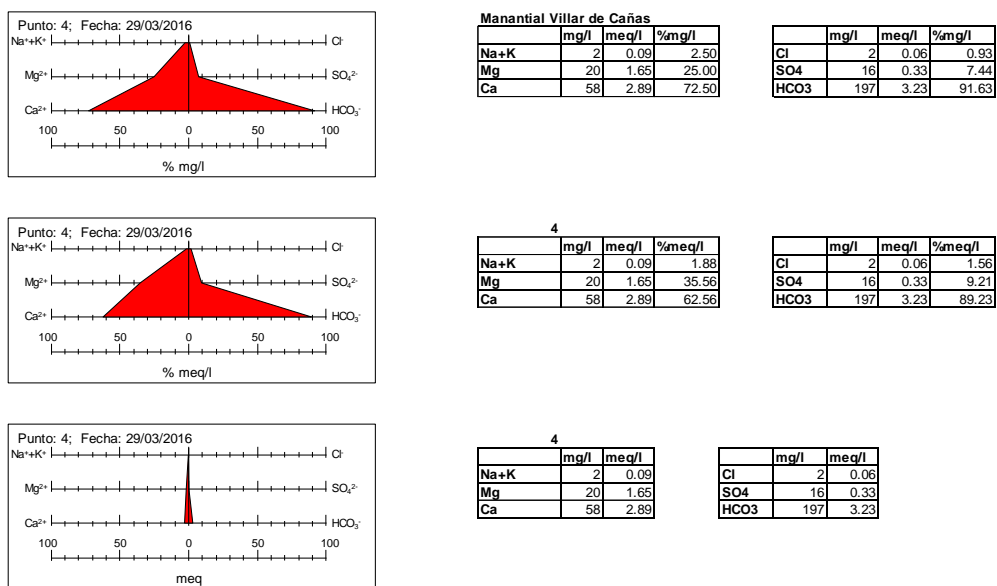 Punto: 4; Fecha: 29/03/2016
Na⁺+K⁺ Cl⁻
Mg²⁺ SO₄²⁻
Ca²⁺ HCO₃⁻
100 50 0 50 100
% mg/l
Manantial Villar de Cañas
mg/l meq/l %mg/l
Na+K 2 0.09 2.50
Mg 20 1.65 25.00
Ca 58 2.89 72.50
mg/l meq/l %mg/l
Cl 2 0.06 0.93
SO4 16 0.33 7.44
HCO3 197 3.23 91.63
Punto: 4; Fecha: 29/03/2016
Na⁺+K⁺ Cl⁻
Mg²⁺ SO₄²⁻
Ca²⁺ HCO₃⁻
100 50 0 50 100
% meq/l
4
mg/l meq/l %meq/l
Na+K 2 0.09 1.88
Mg 20 1.65 35.56
Ca 58 2.89 62.56
mg/l meq/l %meq/l
Cl 2 0.06 1.56
SO4 16 0.33 9.21
HCO3 197 3.23 89.23
Punto: 4; Fecha: 29/03/2016
Na⁺+K⁺ Cl⁻
Mg²⁺ SO₄²⁻
Ca²⁺ HCO₃⁻
100 50 0 50 100
meq
4
mg/l meq/l
Na+K 2 0.09
Mg 20 1.65
Ca 58 2.89
mg/l meq/l
Cl 2 0.06
SO4 16 0.33
HCO3 197 3.23